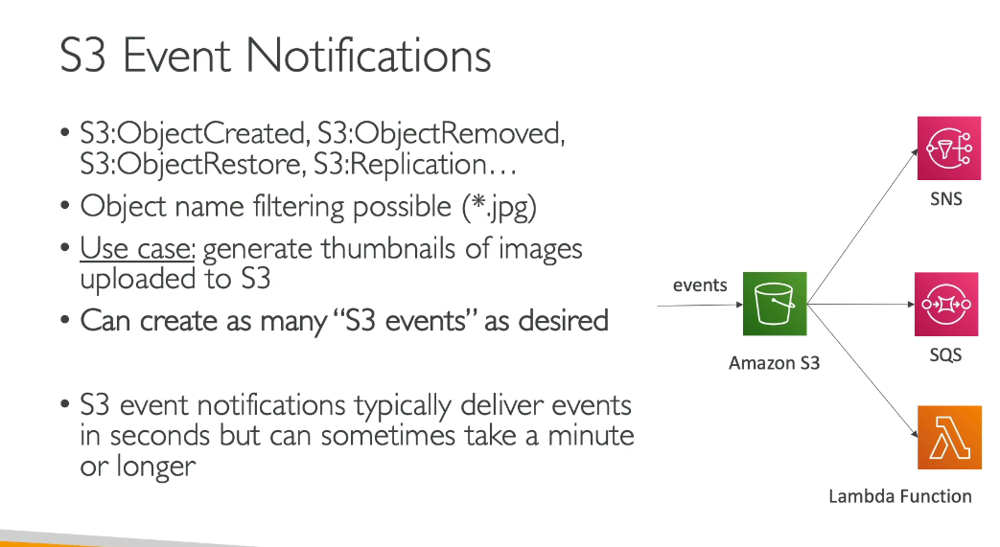 S3 Event Notifications
• S3:ObjectCreated, S3:ObjectRemoved,
S3:ObjectRestore, S3:Replication…
• Object name filtering possible (*.jpg)
• Use case: generate thumbnails of images
uploaded to S3
• Can create as many “S3 events” as desired
• S3 event notifications typically deliver events
in seconds but can sometimes take a minute
or longer
events
Amazon S3
SNS
SQS
Lambda Function